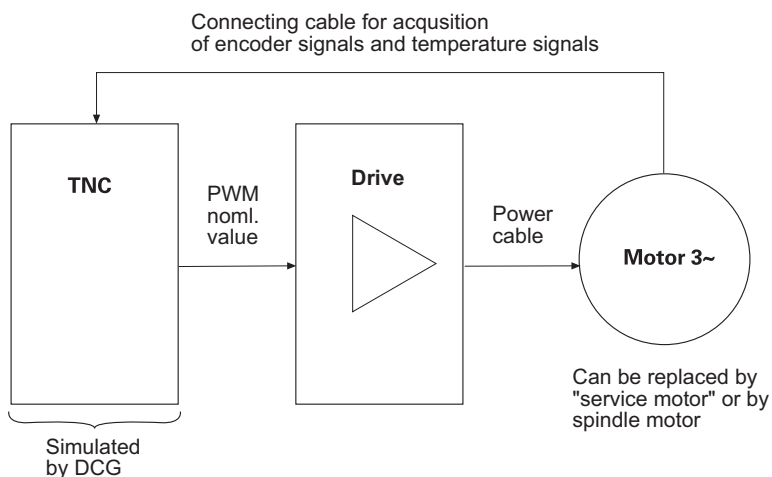 Connecting cable for acqusition
of encoder signals and temperature signals
TNC
PWM
noml.
value
Drive
Power
cable
Motor 3~
Can be replaced by
"service motor" or by
spindle motor
Simulated
by DCG